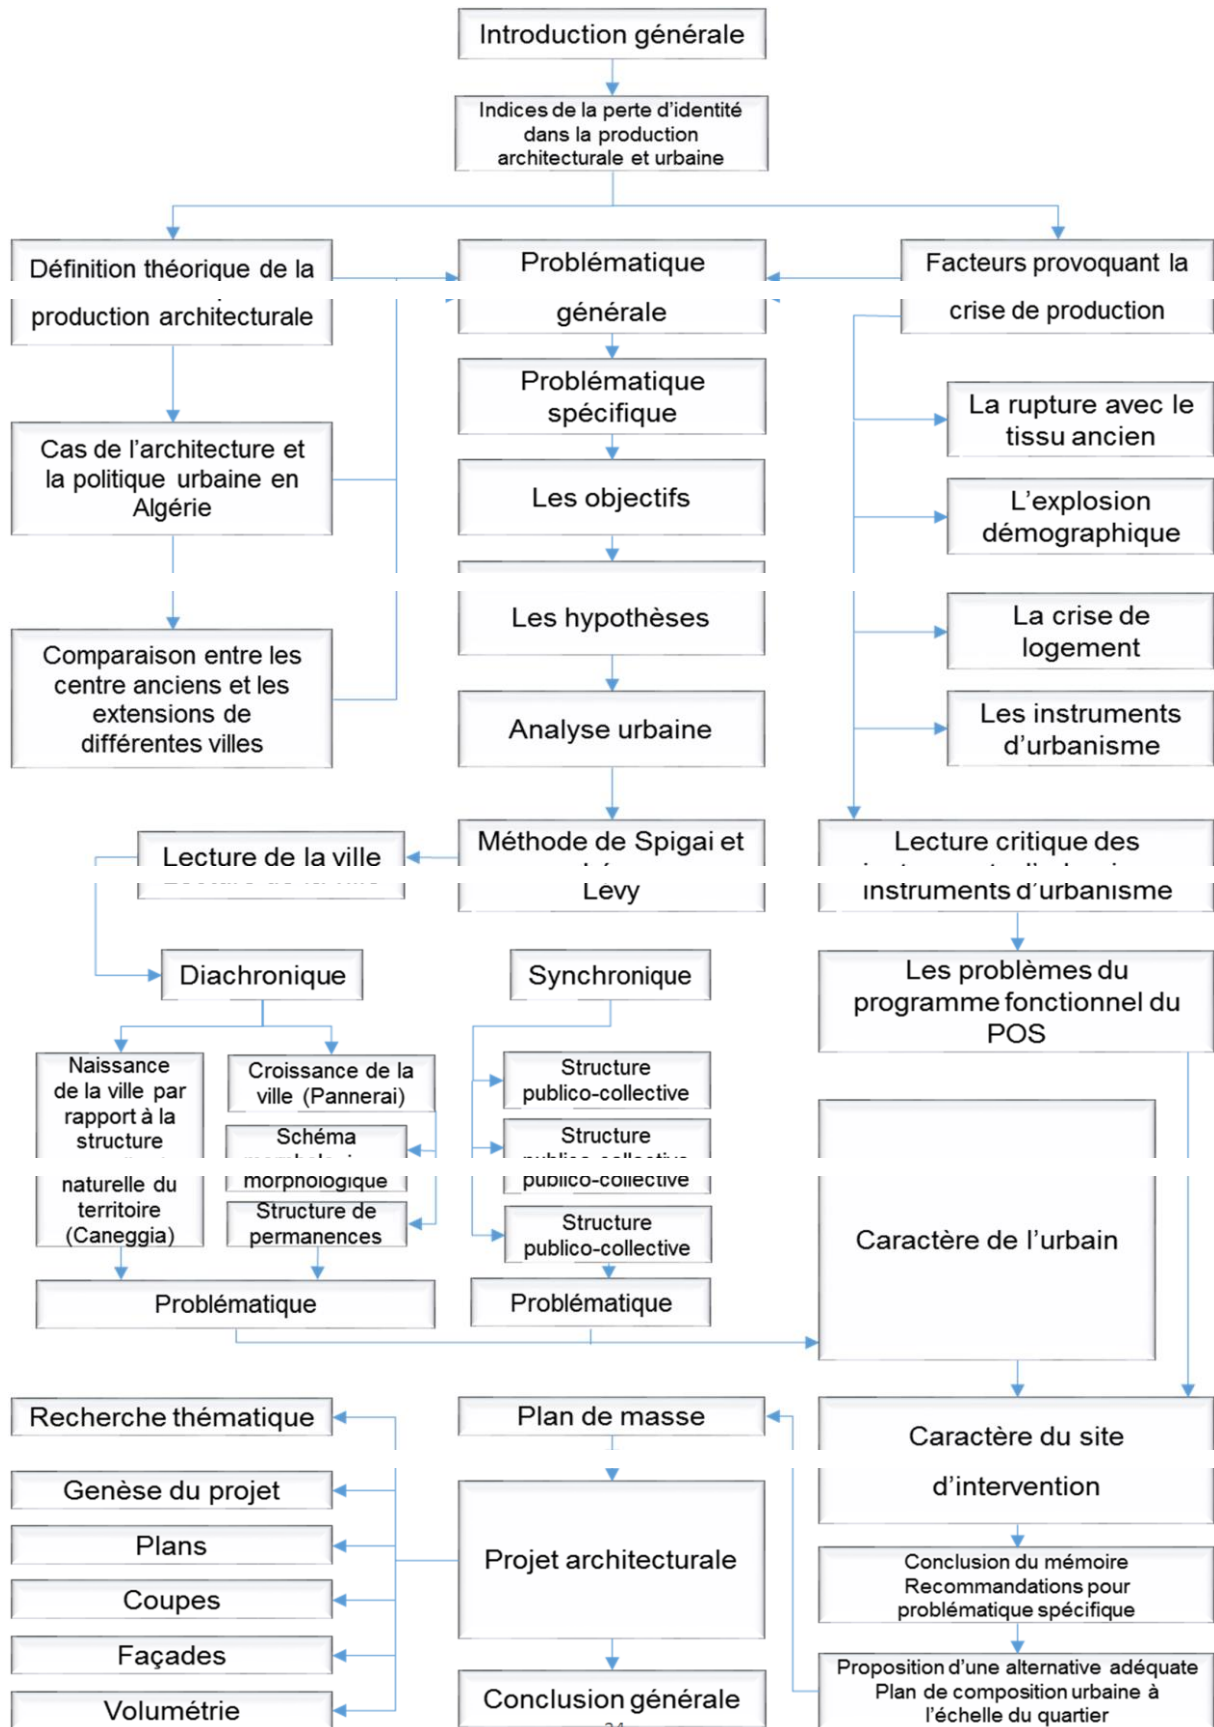 Introduction générale
Indices de la perte d’identité
dans la production
architecturale et urbaine
Définition théorique de la
production architecturale
Problématique
générale
Facteurs provoquant la
crise de production
Problématique
spécifique
La rupture avec le
tissu ancien
Cas de l’architecture et
la politique urbaine en
Algérie
Les objectifs
L’explosion
démographique
Les hypothèses
La crise de
logement
Comparaison entre les
centre anciens et les
extensions de
différentes villes
Analyse urbaine
Les instruments
d’urbanisme
Lecture de la ville
Méthode de Spigai et
Lévy
Lecture critique des
instruments d’urbanisme
Diachronique
Synchronique
Les problèmes du
programme fonctionnel du
POS
Naissance
de la ville par
rapport à la
structure
naturelle du
territoire
(Caneggia)
Croissance de la
ville (Pannerai)
Schéma
morphologique
Structure de
permanences
Structure
publico-collective
Structure
publico-collective
Structure
publico-collective
Caractère de l’urbain
Problématique
Problématique
Recherche thématique
Plan de masse
Caractère du site
d’intervention
Genèse du projet
Plans
Coupes
Façades
Volumétrie
Projet architecturale
Conclusion du mémoire
Recommandations pour
problématique spécifique
Conclusion générale
Proposition d’une alternative adéquate
Plan de composition urbaine à
l’échelle du quartier